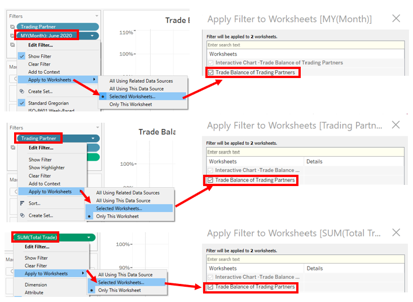 Filters
Trading Partner
MY(Month): June 2020
Edit Filter...
Show Filter
Clear Filter
Add to Context
Apply to Worksheets
Create Set...
Standard Gregorian
Trade
110%
100%
All Using Related Data Sources
All Using This Data Source
Selected Worksheets...
Only This Worksheet
Apply Filter to Worksheets [MY(Month)]
Filter will be applied to 2 worksheets.
Enter search text
Worksheets
Interactive Chart -Trade Balance of Trading Partners
Trade Balance of Trading Partners
Filters
Trading Partner
Edit Filter...
Show Filter
Show Highlighter
Clear Filter
Add to Context
Apply to Worksheets
Sort...
Create Set...
Trade Bala
120%
All Using Related Data Sources
All Using This Data Source
Selected Worksheets...
Only This Worksheet
Apply Filter to Worksheets [Trading Partn...
Filter will be applied to 2 worksheets.
Enter search text
Worksheets
Details
Interactive Chart -Trade Balance ...
Trade Balance of Trading Partners
SUM(Total Trade)
Edit Filter...
Show Filter
Clear Filter
Apply to Worksheets
Dimension
Attribute
120%
All Using This Data Source
Selected Worksheets...
Only This Worksheet
Apply Filter to Worksheets [SUM(Total Tr...
Filter will be applied to 2 worksheets.
Enter search text
Worksheets
Details
Interactive Chart -Trade Balance ...
Trade Balance of Trading Partners